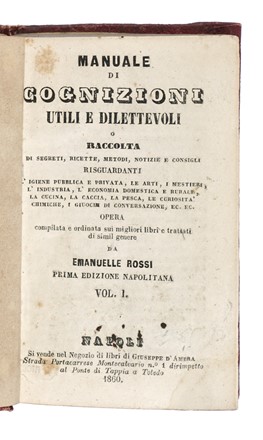 MANUALE
DI
COGNIZIONI
UTILI E DILETTEVOLI
O
RACCOLTA
DI SEGRETI, RICETTE, METODI, NOTIZIE E CONSIGLI
RISGUARDANTI
L' IGIENE PUBBLICA E PRIVATA, LE ARTI, I MESTIERI,
L' INDUSTRIA, L' ECONOMIA DOMESTICA E RURALE,
LA CUCINA, LA CACCIA, LA PESCA, LE CURIOSITA'
CHIMICHE, I GIUOCHI DI CONVERSAZIONE, EC. EC.
OPERA
compilata e ordinata sui migliori libri e trattati
di simil genere
DA
EMANUELLE ROSSI
PRIMA EDIZIONE NAPOLITANA
VOL. I.
NAPOLI
Si vende nel Negozio di libri di GIUSEPPE D'AMBRA
Strada Portacarrese Montecalvario n.° 1 dirimpetto
al Ponte di Tappia a Toledo
1860.